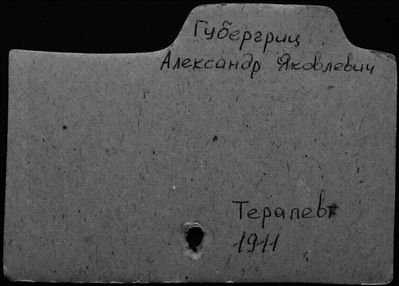 Губергриц
Александр Яковлевич
Терапевт
1911